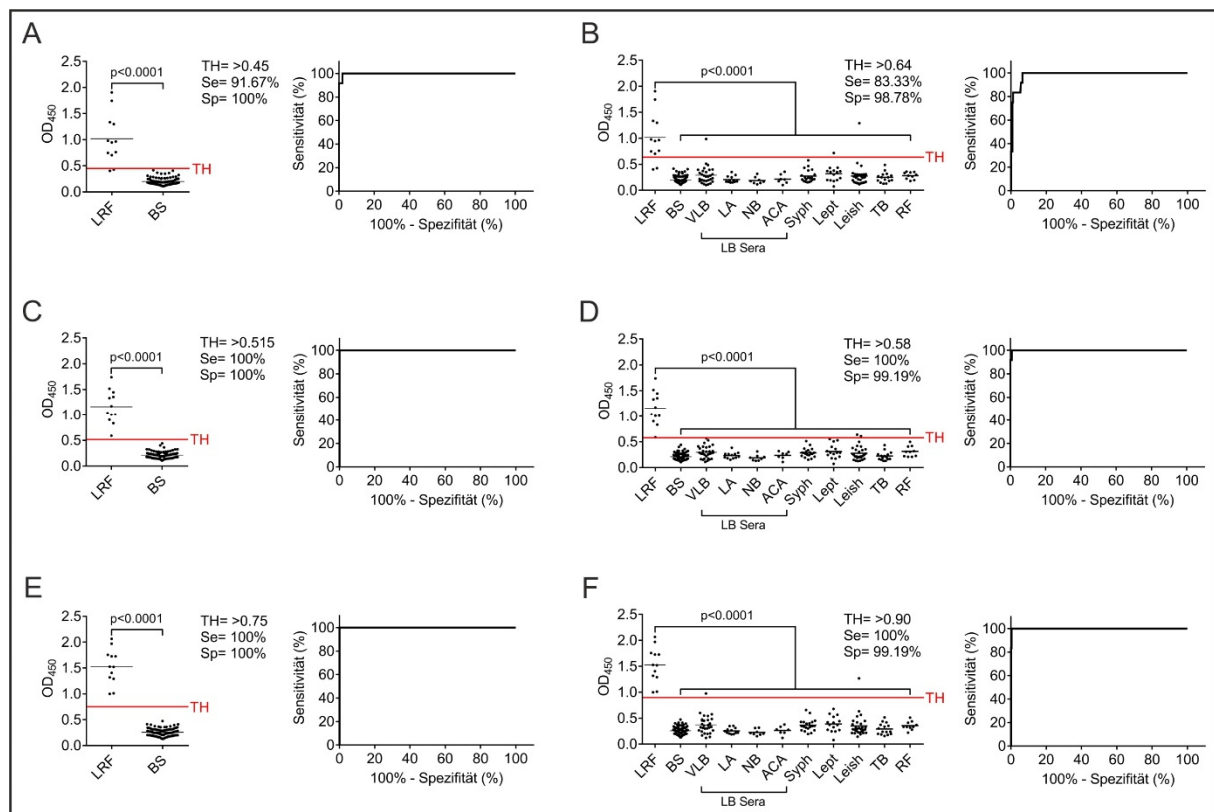 A
TH= >0.45
Se= 91.67%
Sp= 100%
p<0.0001
OD450
2.5
2.0
1.5
1.0
0.5
0.0
TH
LRF
BS
Sensitivität (%)
100
80
60
40
20
0
0 20 40 60 80 100
100% - Spezifität (%)
B
TH= >0.64
Se= 83.33%
Sp= 98.78%
p<0.0001
OD450
2.5
2.0
1.5
1.0
0.5
0.0
TH
LRF
BS
VLB
LA
NB
ACA
Syph
Lept
Leish
TB
RF
LB Sera
Sensitivität (%)
100
80
60
40
20
0
0 20 40 60 80 100
100% - Spezifität (%)
C
TH= >0.515
Se= 100%
Sp= 100%
p<0.0001
OD450
2.5
2.0
1.5
1.0
0.5
0.0
TH
LRF
BS
Sensitivität (%)
100
80
60
40
20
0
0 20 40 60 80 100
100% - Spezifität (%)
D
TH= >0.58
Se= 100%
Sp= 99.19%
p<0.0001
OD450
2.5
2.0
1.5
1.0
0.5
0.0
TH
LRF
BS
VLB
LA
NB
ACA
Syph
Lept
Leish
TB
RF
LB Sera
Sensitivität (%)
100
80
60
40
20
0
0 20 40 60 80 100
100% - Spezifität (%)
E
TH= >0.75
Se= 100%
Sp= 100%
p<0.0001
OD450
2.5
2.0
1.5
1.0
0.5
0.0
TH
LRF
BS
Sensitivität (%)
100
80
60
40
20
0
0 20 40 60 80 100
100% - Spezifität (%)
F
TH= >0.90
Se= 100%
Sp= 99.19%
p<0.0001
OD450
2.5
2.0
1.5
1.0
0.5
0.0
TH
LRF
BS
VLB
LA
NB
ACA
Syph
Lept
Leish
TB
RF
LB Sera
Sensitivität (%)
100
80
60
40
20
0
0 20 40 60 80 100
100% - Spezifität (%)